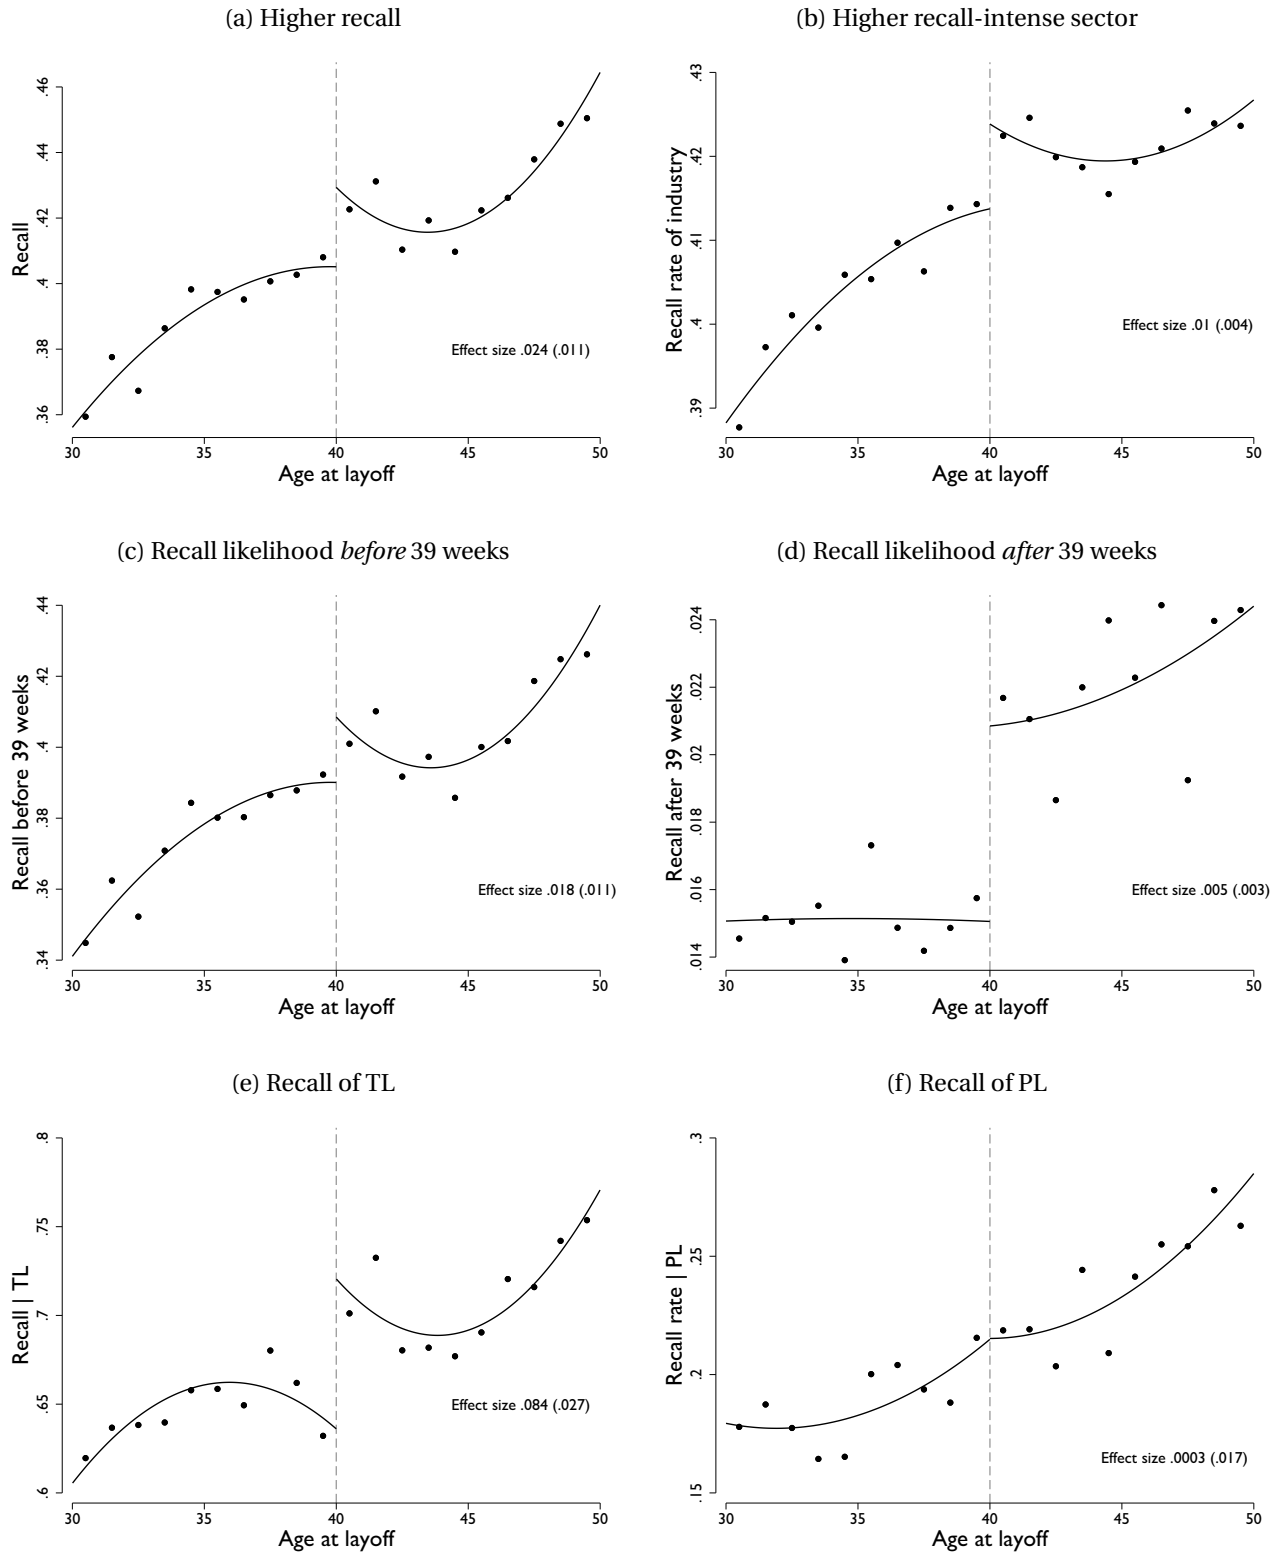 (a) Higher recall
(b) Higher recall-intense sector
Recall
.36
.38
.4
.42
.44
.46
Effect size .024 (.011)
30
35
40
45
50
Age at layoff
Recall rate of industry
.39
.4
.41
.42
.43
Effect size .01 (.004)
30
35
40
45
50
Age at layoff
(c) Recall likelihood before 39 weeks
(d) Recall likelihood after 39 weeks
Recall before 39 weeks
.34
.36
.38
.4
.42
.44
Effect size .018 (.011)
30
35
40
45
50
Age at layoff
Recall after 39 weeks
.014
.016
.018
.02
.022
.024
Effect size .005 (.003)
30
35
40
45
50
Age at layoff
(e) Recall of TL
(f) Recall of PL
Recall | TL
.6
.65
.7
.75
.8
Effect size .084 (.027)
30
35
40
45
50
Age at layoff
Recall rate | PL
.15
.2
.25
.3
Effect size .0003 (.017)
30
35
40
45
50
Age at layoff